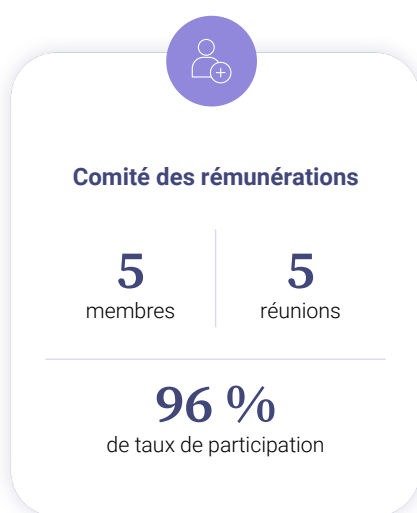 Comité des rémunérations
5
membres
5
réunions
96 %
de taux de participation